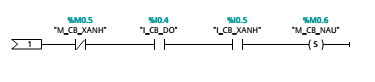 %M0.5 %I0.4 %I0.5 %M0.6
"M_CB_XANH" "I_CB_DO" "I_CB_XANH" "M_CB_NAU"
1 S